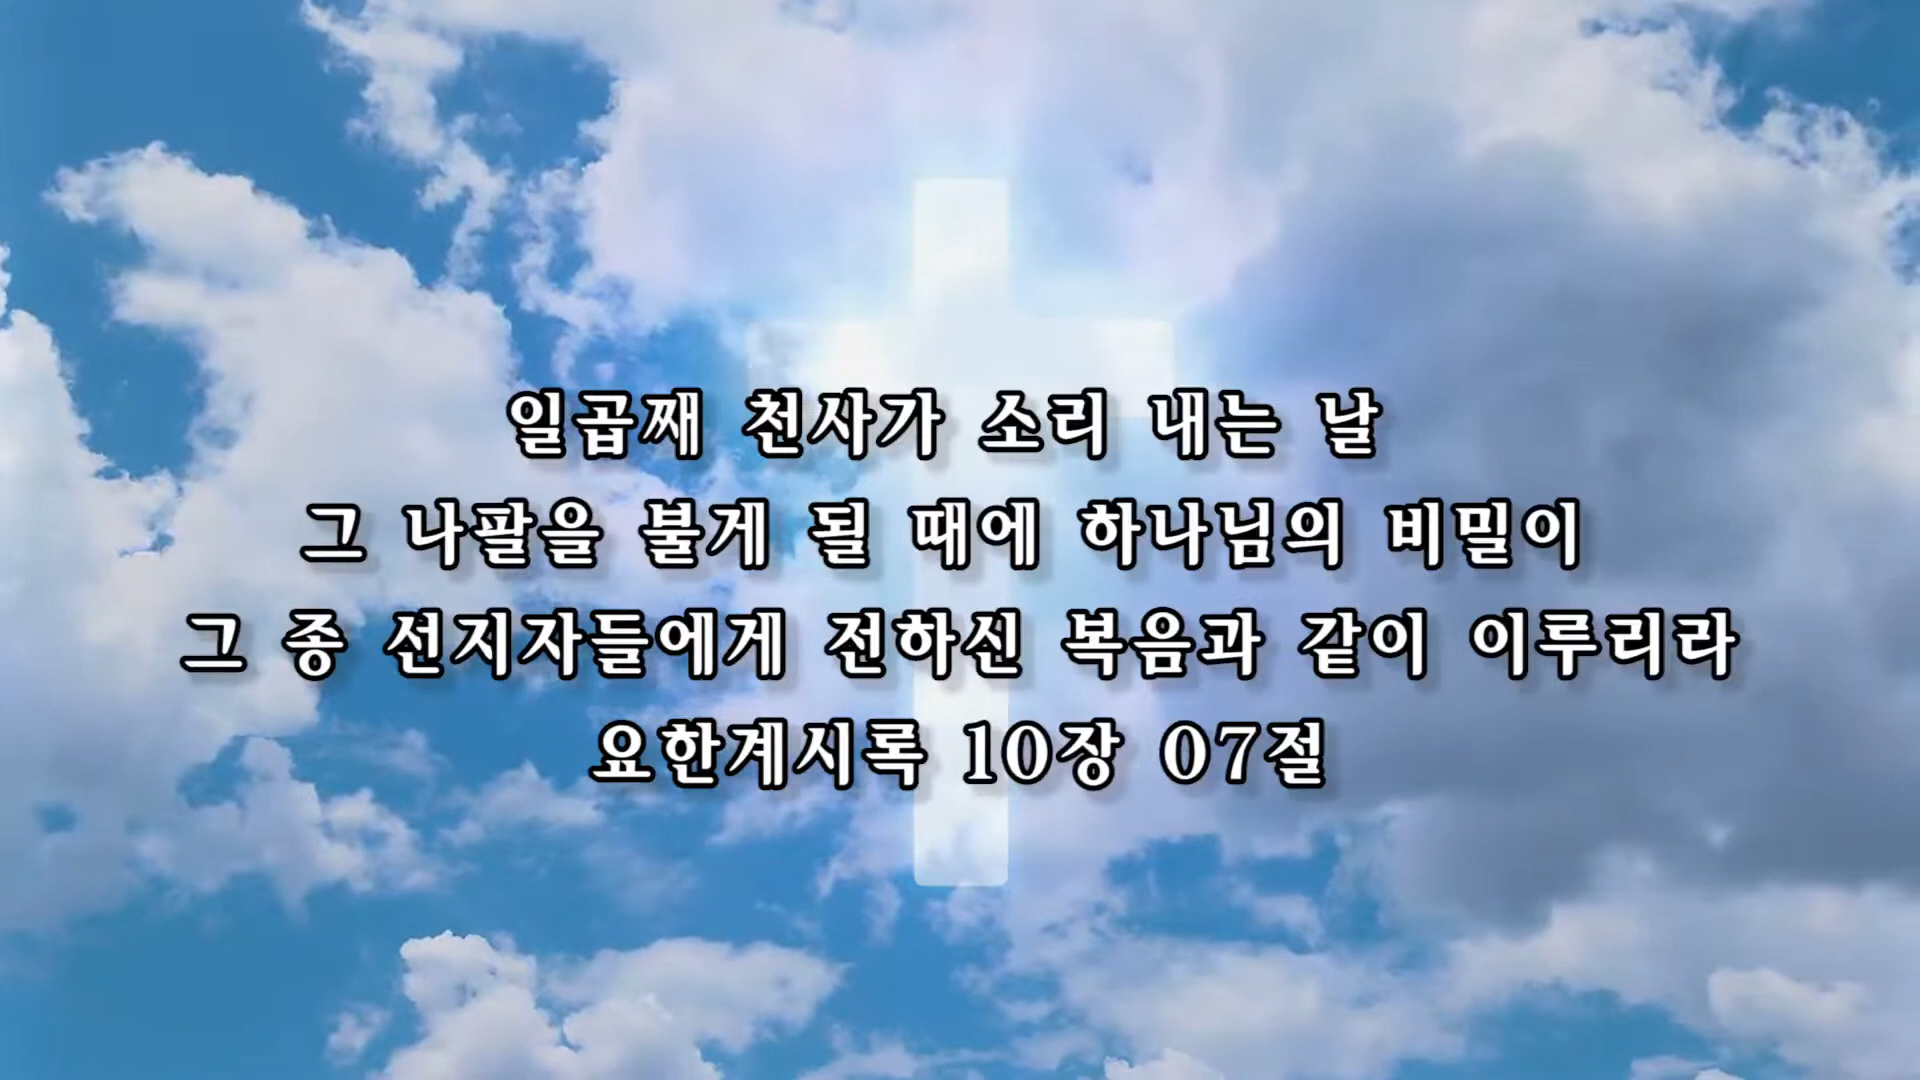 일곱째 천사가 소리 내는 날
그 나팔을 불게 될 때에 하나님의 비밀이
그 종 선지자들에게 전하신 복음과 같이 이루리라
요한계시록 10장 07절